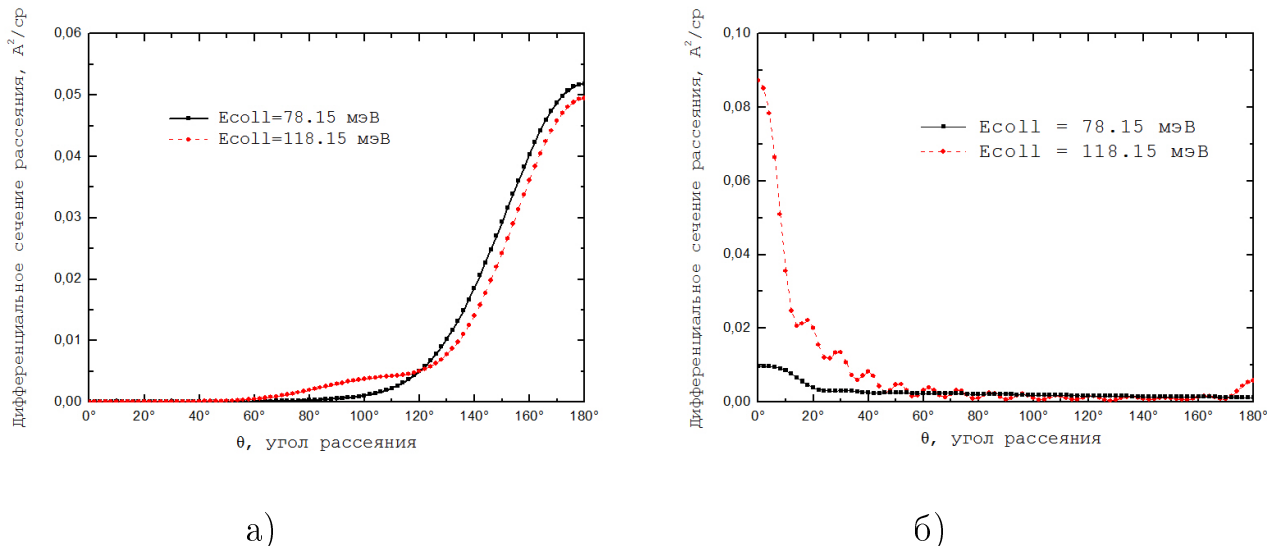 Дифференциальное сечение рассеяния, А²/ср
0,06
0,05
0,04
0,03
0,02
0,01
0,00
Ecoll=78.15 мэВ
Ecoll=118.15 мэВ
0° 20 40 60 80 100 120 140 160 180°
θ, угол рассеяния
а)
Дифференциальное сечение рассеяния, А²/ср
0,10
0,08
0,06
0,04
0,02
0,00
Ecoll = 78.15 мэВ
Ecoll = 118.15 мэВ
0° 20 40 60 80 100 120 140 160 180°
θ, угол рассеяния
б)